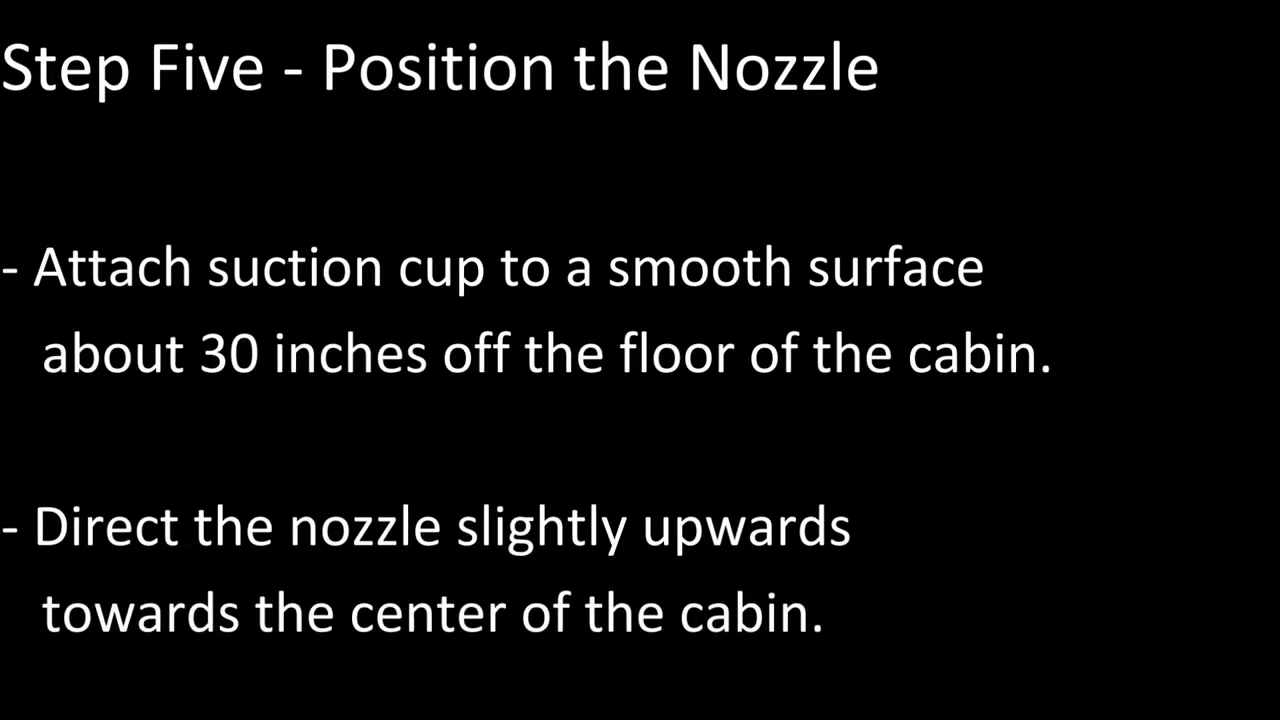 Step Five - Position the Nozzle
- Attach suction cup to a smooth surface
about 30 inches off the floor of the cabin.
- Direct the nozzle slightly upwards
towards the center of the cabin.